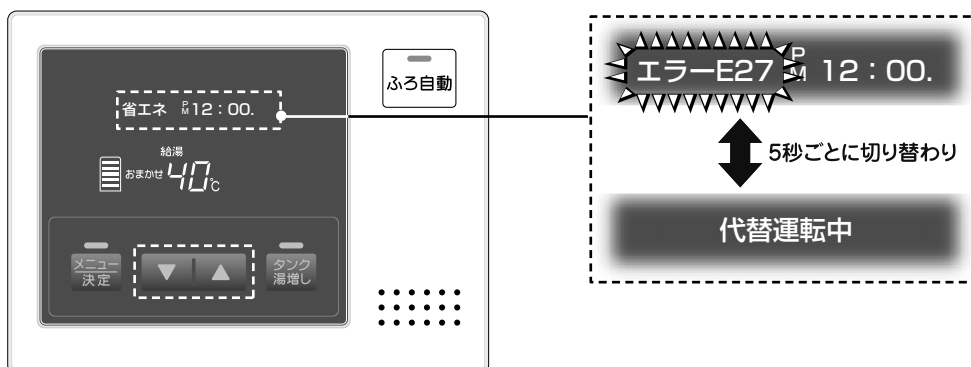 ふろ自動
省エネ PM12:00.
給湯
おまかせ 40℃
メニュー
決定
▼ ▲
タンク
湯増し
エラーE27 PM 12:00.
5秒ごとに切り替わり
代替運転中